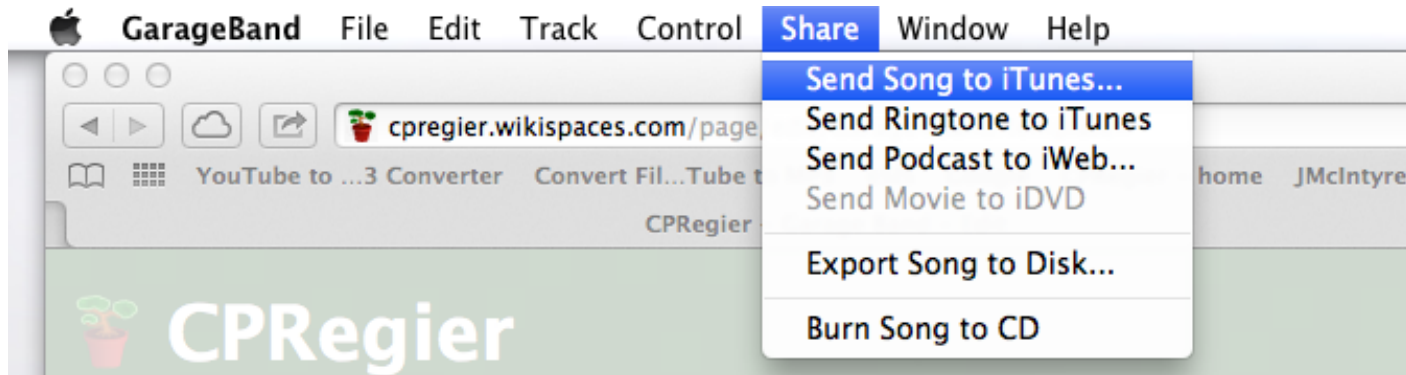 GarageBand File Edit Track Control Share Window Help
Send Song to iTunes...
cpregier.wikispaces.com/page
Send Ringtone to iTunes
Send Podcast to iWeb...
YouTube to ...3 Converter Convert Fil...Tube t home JMcIntyre
Send Movie to iDVD
CPRegier
Export Song to Disk...
CPRegier
Burn Song to CD